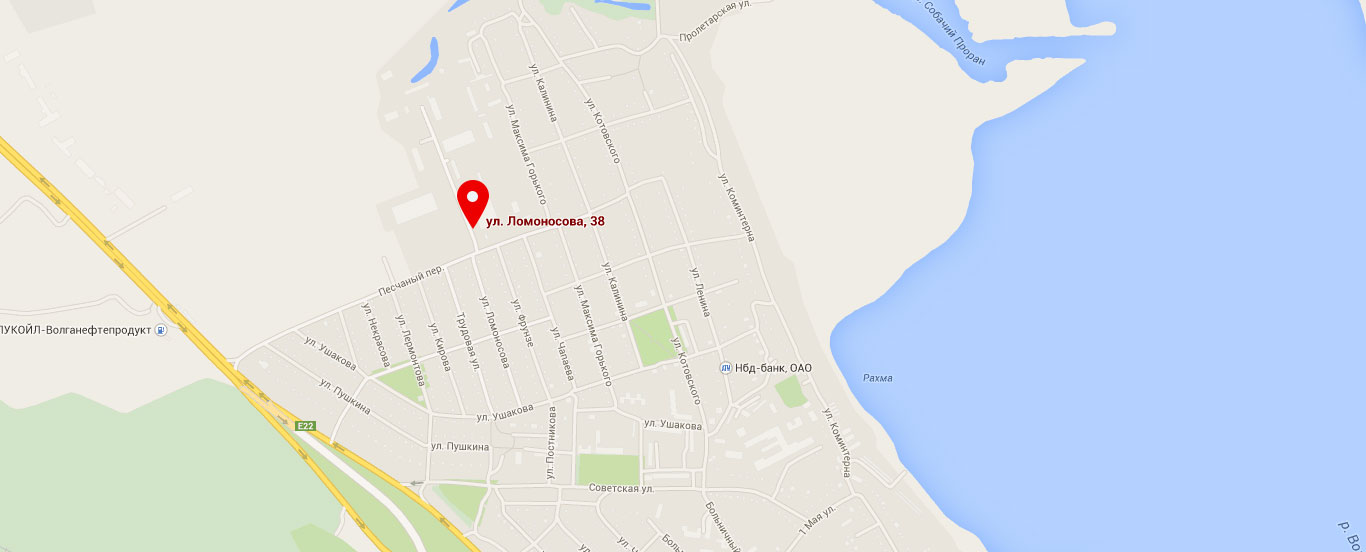 Пролетарская ул.
ул. Собачий Проран
ул. Калинина
ул. Котовского
ул. Максима Горького
ул. Коминтерна
ул. Ломоносова, 38
Песчаный пер.
ул. Калинина
ул. Ленина
ул. Максима Горького
ул. Некрасова
ул. Лермонтова
ул. Кирова
Трудовая ул.
ул. Ломоносова
ул. Фрунзе
ул. Чапаева
ЛУКОЙЛ-Волганефтепродукт
ул. Ушакова
ул. Котовского
Нбд-банк, ОАО
Рахма
ул. Пушкина
ул. Ушакова
ул. Постникова
ул. Ушакова
ул. Коминтерна
E22
ул. Пушкина
Советская ул.
Больничный
1 Мая ул.
р. Во